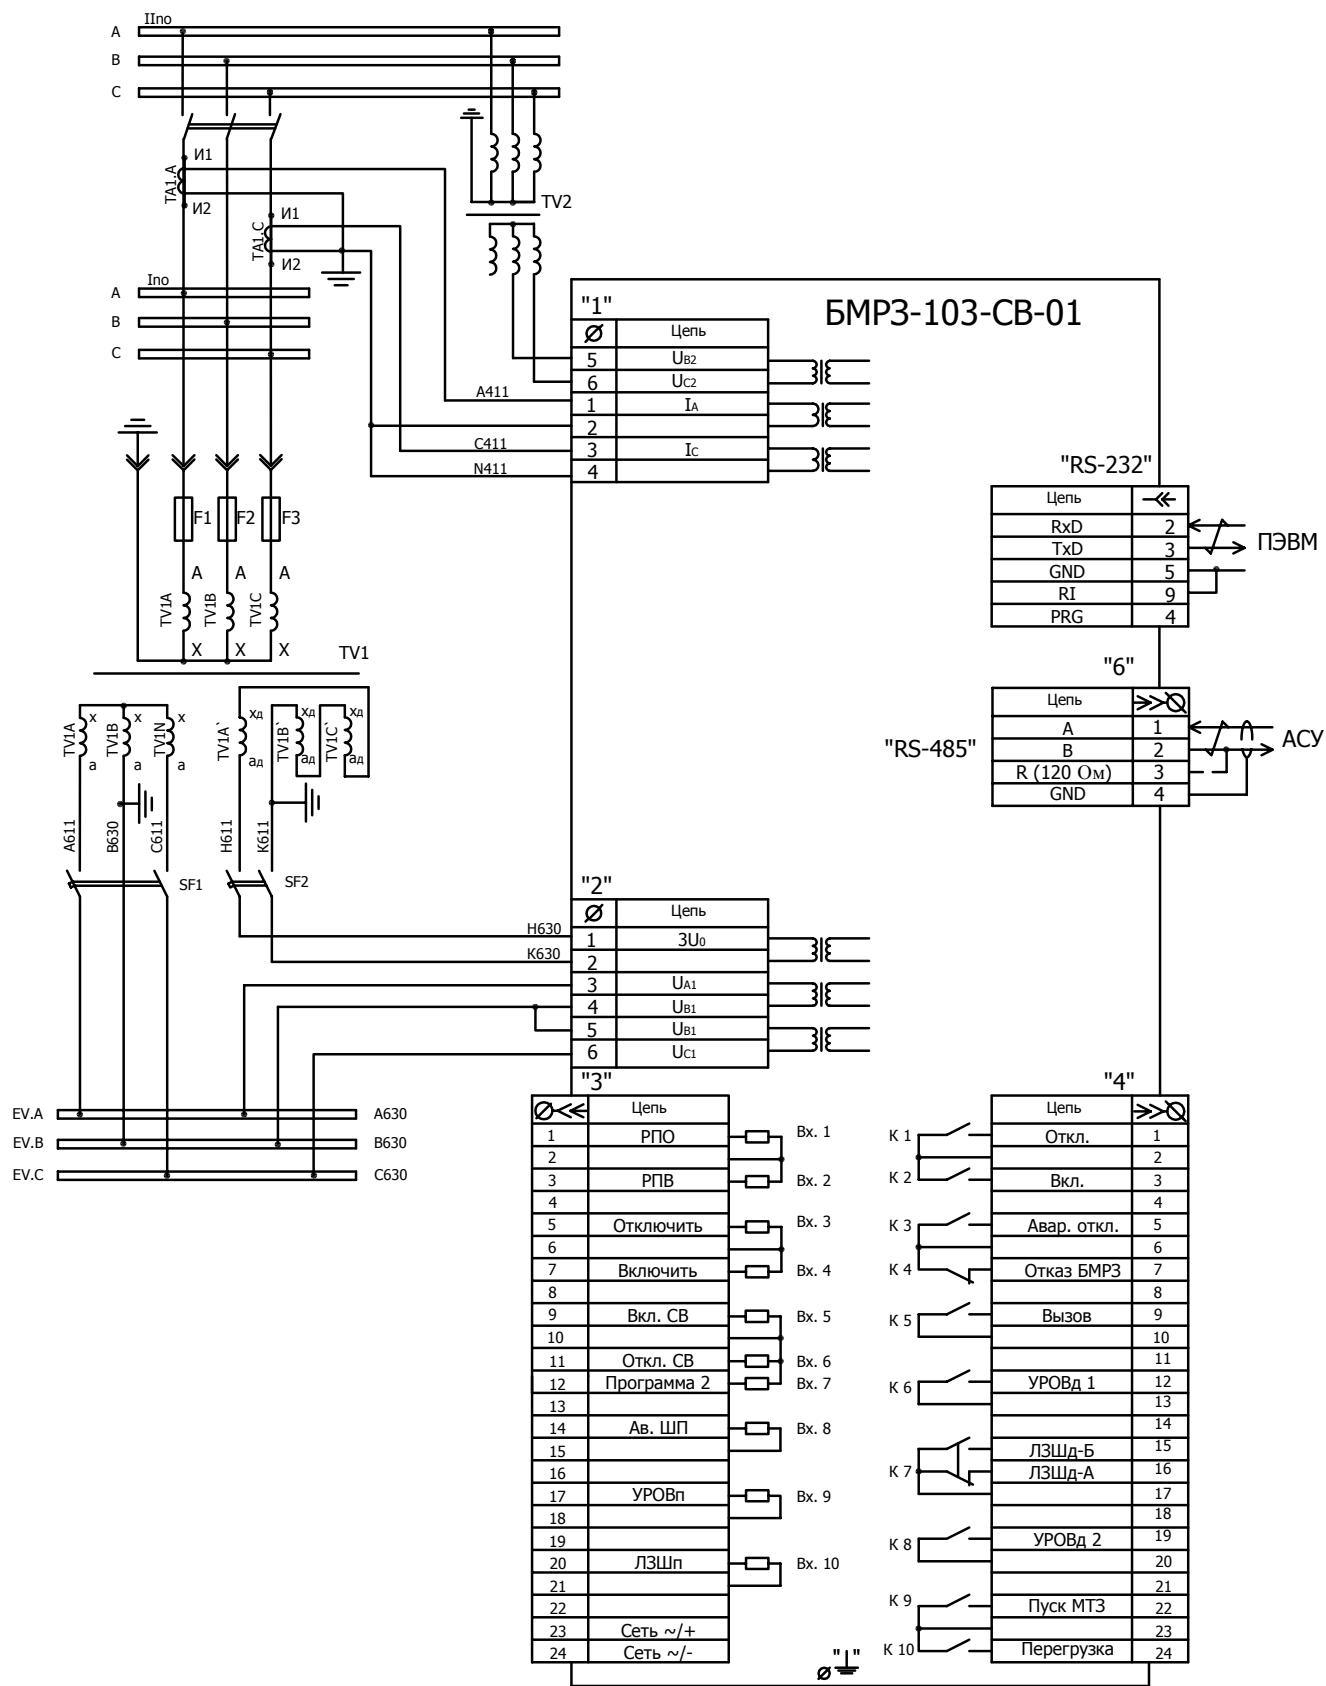 IIno
A
B
C
И1
TA1.A
И2
И1
TA1.C
И2
TV2
Ino
A
B
C
"1"
БМРЗ-103-СВ-01
Цепь
5 UB2
6 UC2
A411
1 IA
2
C411
3 IC
N411
4
"RS-232"
Цепь
RxD 2
TxD 3
ПЭВМ
GND 5
RI 9
PRG 4
F1 F2 F3
A A A
TV1A TV1B TV1C
X X X
TV1
"6"
Цепь
A 1
B 2
R (120 Ом) 3
GND 4
"RS-485"
АСУ
x x x
TV1A TV1B TV1N
a a a
xд xд xд
TV1A` TV1B` TV1C`
aд aд aд
A611 B630 C611 H611 K611
SF1 SF2
"2"
Цепь
H630
1 3U0
K630
2
3 UA1
4 UB1
5 UB1
6 UC1
EV.A A630
EV.B B630
EV.C C630
"3"
Цепь
1 РПО Вх. 1
2
3 РПВ Вх. 2
4
5 Отключить Вх. 3
6
7 Включить Вх. 4
8
9 Вкл. СВ Вх. 5
10
11 Откл. СВ Вх. 6
12 Программа 2 Вх. 7
13
14 Ав. ШП Вх. 8
15
16
17 УРОВп Вх. 9
18
19
20 ЛЗШп Вх. 10
21
22
23 Сеть ~/+
24 Сеть ~/-
"4"
Цепь
К 1 Откл. 1
2
К 2 Вкл. 3
4
К 3 Авар. откл. 5
6
К 4 Отказ БМРЗ 7
8
К 5 Вызов 9
10
11
К 6 УРОВд 1 12
13
14
ЛЗШд-Б 15
К 7 ЛЗШд-А 16
17
18
К 8 УРОВд 2 19
20
21
К 9 Пуск МТЗ 22
23
К 10 Перегрузка 24